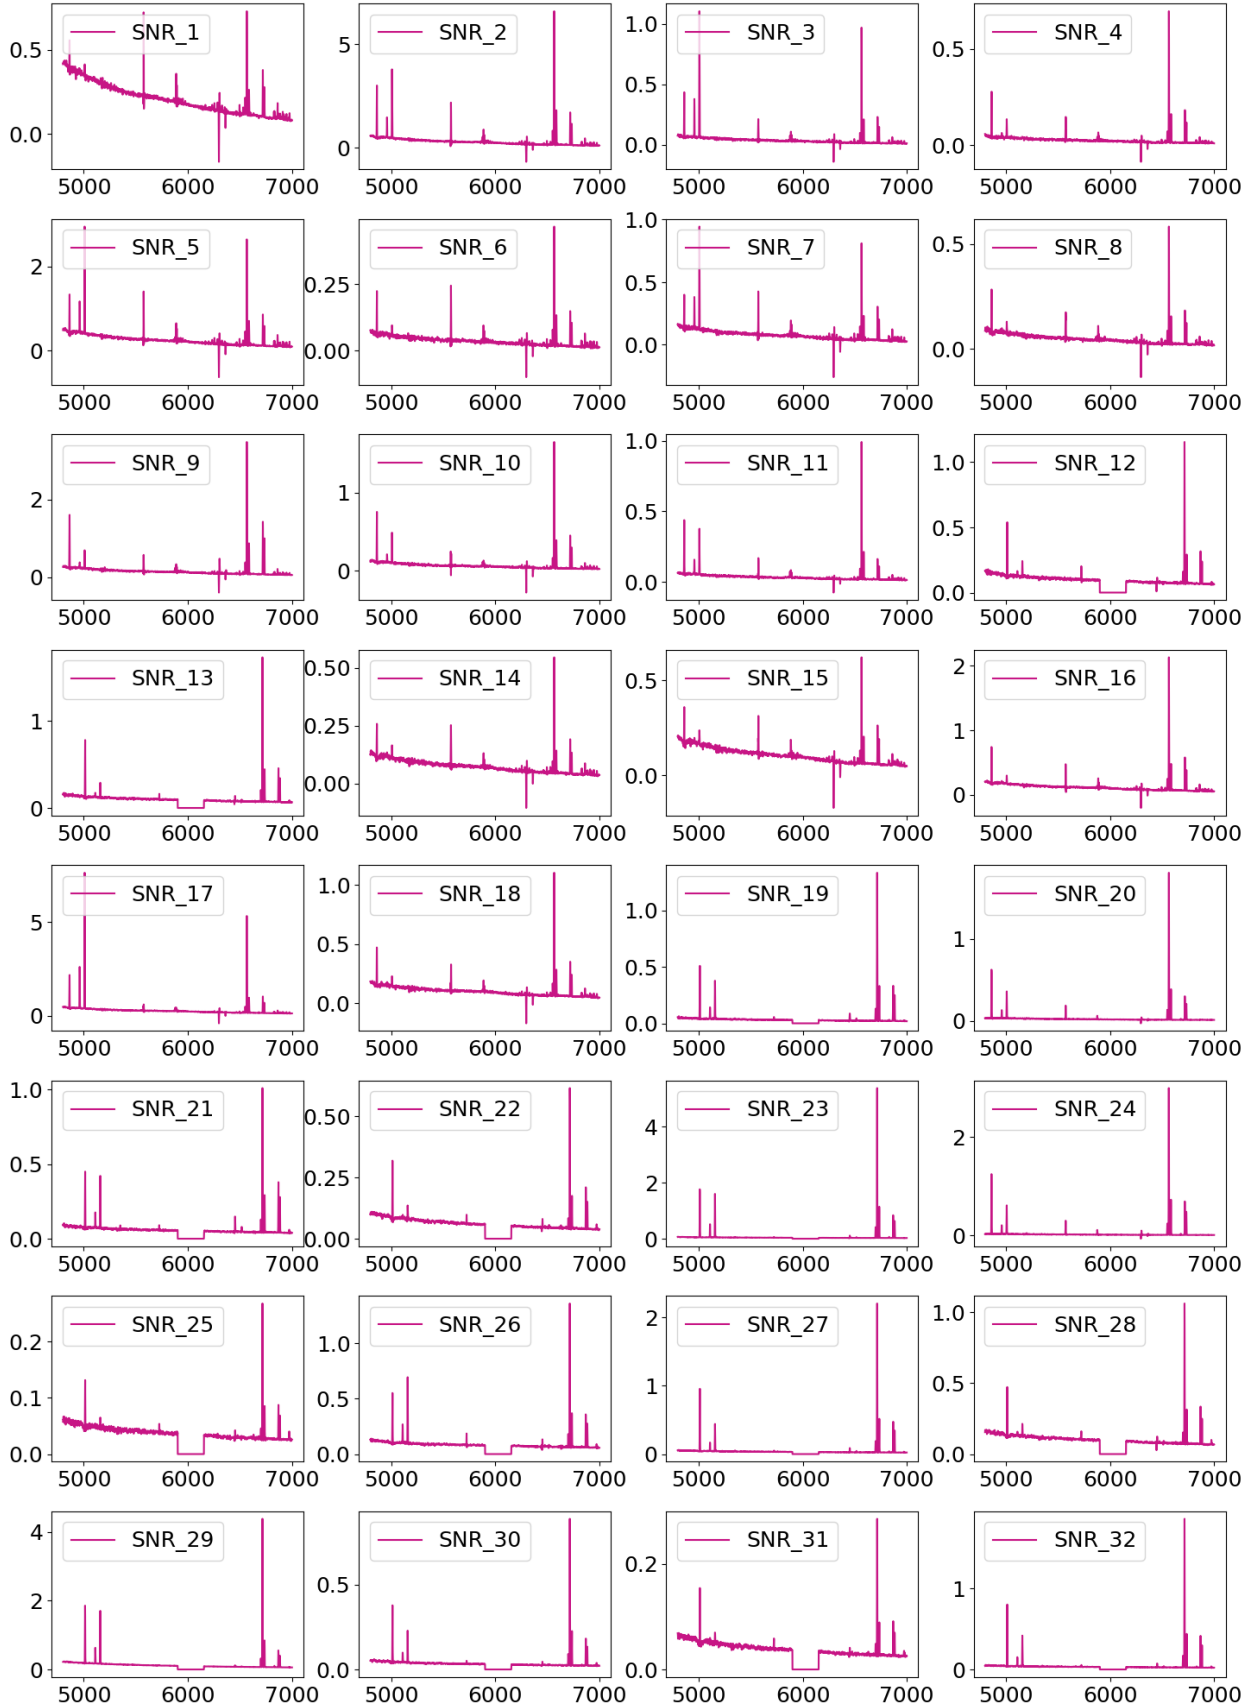 SNR_1
0.5
0.0
5000 6000 7000
SNR_2
5
0
5000 6000 7000
SNR_3
1.0
0.5
0.0
5000 6000 7000
SNR_4
0.5
0.0
5000 6000 7000
SNR_5
2
0
5000 6000 7000
SNR_6
0.25
0.00
5000 6000 7000
SNR_7
1.0
0.5
0.0
5000 6000 7000
SNR_8
0.5
0.0
5000 6000 7000
SNR_9
2
0
5000 6000 7000
SNR_10
1
0
5000 6000 7000
SNR_11
1.0
0.5
0.0
5000 6000 7000
SNR_12
1.0
0.5
0.0
5000 6000 7000
SNR_13
1
0
5000 6000 7000
SNR_14
0.50
0.25
0.00
5000 6000 7000
SNR_15
0.5
0.0
5000 6000 7000
SNR_16
2
1
0
5000 6000 7000
SNR_17
5
0
5000 6000 7000
SNR_18
1.0
0.5
0.0
5000 6000 7000
SNR_19
1.0
0.5
0.0
5000 6000 7000
SNR_20
1
0
5000 6000 7000
SNR_21
1.0
0.5
0.0
5000 6000 7000
SNR_22
0.50
0.25
0.00
5000 6000 7000
SNR_23
4
2
0
5000 6000 7000
SNR_24
2
0
5000 6000 7000
SNR_25
0.2
0.1
0.0
5000 6000 7000
SNR_26
1.0
0.5
0.0
5000 6000 7000
SNR_27
2
1
0
5000 6000 7000
SNR_28
1.0
0.5
0.0
5000 6000 7000
SNR_29
4
2
0
5000 6000 7000
SNR_30
0.5
0.0
5000 6000 7000
SNR_31
0.2
0.0
5000 6000 7000
SNR_32
1
0
5000 6000 7000